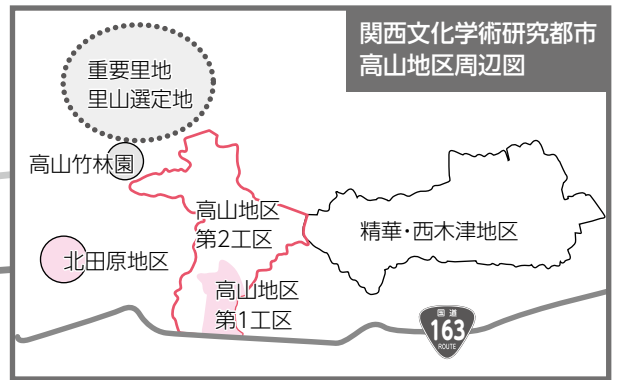 関西文化学術研究都市
高山地区周辺図
重要里地
里山選定地
高山竹林園
高山地区
第2工区
精華・西木津地区
北田原地区
高山地区
第1工区
国道
163
ROUTE